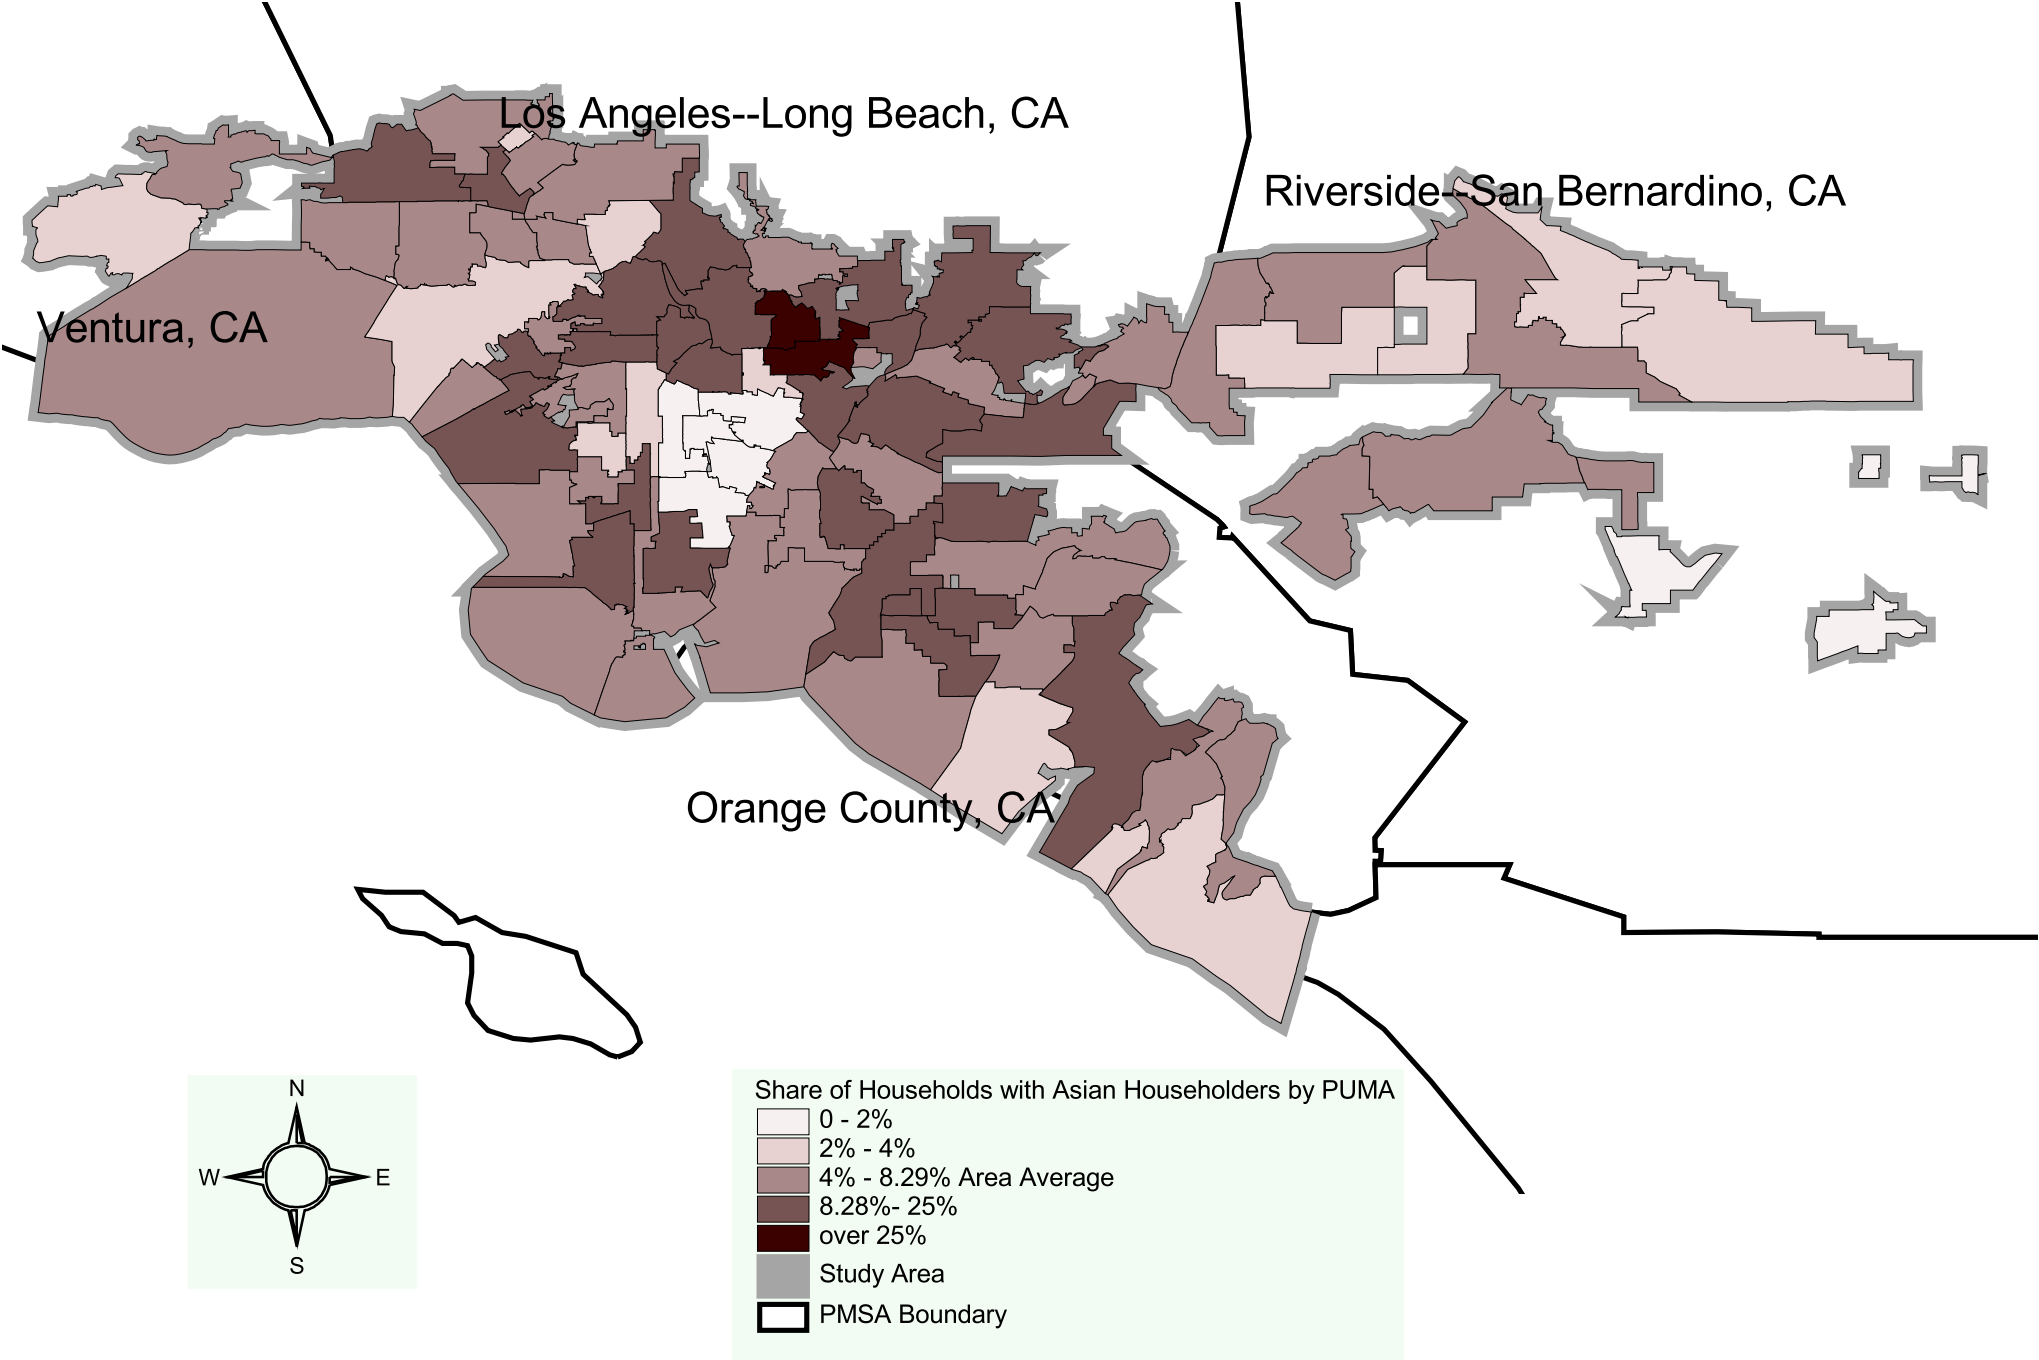 Los Angeles--Long Beach, CA
Riverside--San Bernardino, CA
Ventura, CA
Orange County, CA
N
W
E
S
Share of Households with Asian Householders by PUMA
0 - 2%
2% - 4%
4% - 8.29% Area Average
8.28%- 25%
over 25%
Study Area
PMSA Boundary